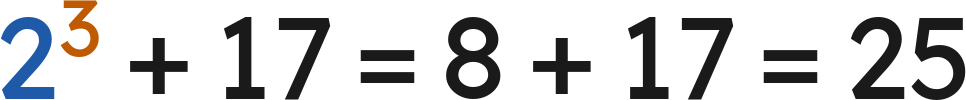 2³ + 17 = 8 + 17 = 25